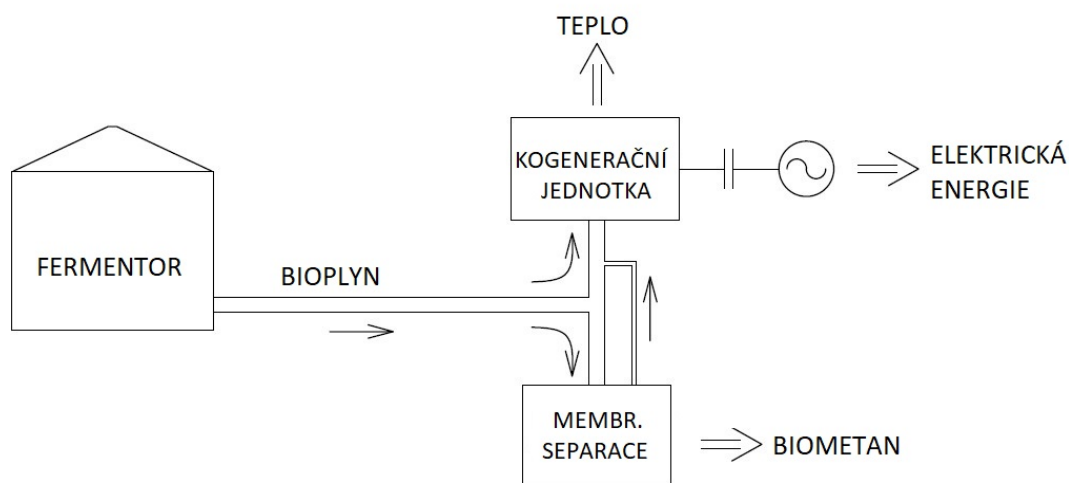 TEPLO
KOGENERAČNÍ
JEDNOTKA
ELEKTRICKÁ
ENERGIE
FERMENTOR
BIOPLYN
MEMBR.
SEPARACE
BIOMETAN